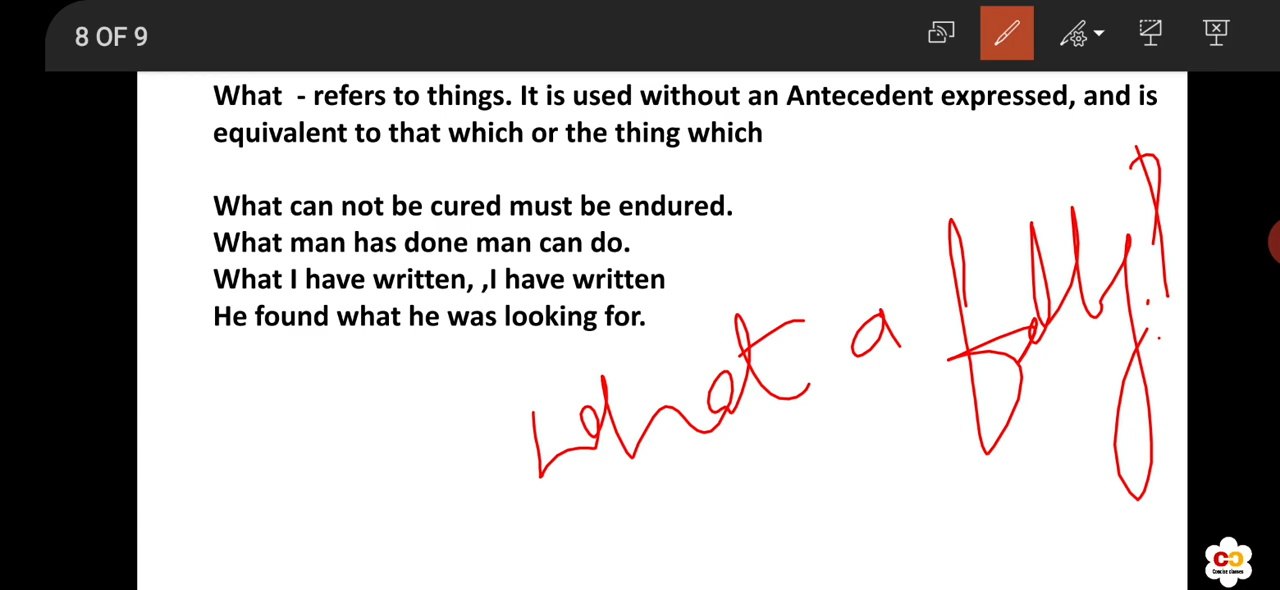 8 OF 9
What - refers to things. It is used without an Antecedent expressed, and is
equivalent to that which or the thing which
What can not be cured must be endured.
What man has done man can do.
What I have written, ,I have written
He found what he was looking for.
what a folly!
Concise classes